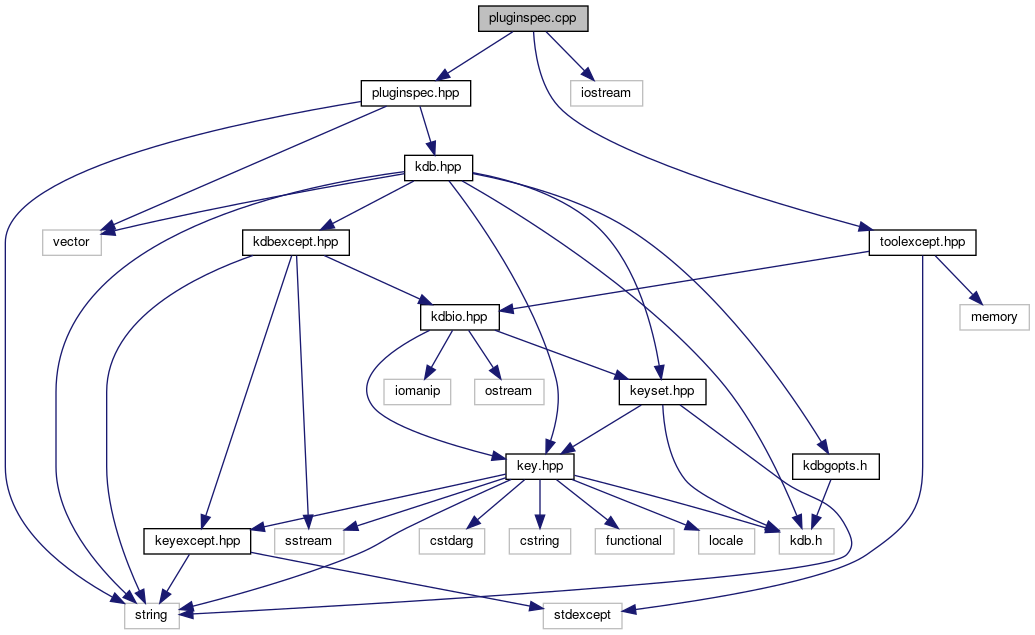 pluginspec.cpp
pluginspec.hpp
iostream
kdb.hpp
vector
kdbexcept.hpp
toolexcept.hpp
kdbio.hpp
memory
iomanip
ostream
keyset.hpp
key.hpp
kdbgopts.h
keyexcept.hpp
sstream
cstdarg
cstring
functional
locale
kdb.h
string
stdexcept